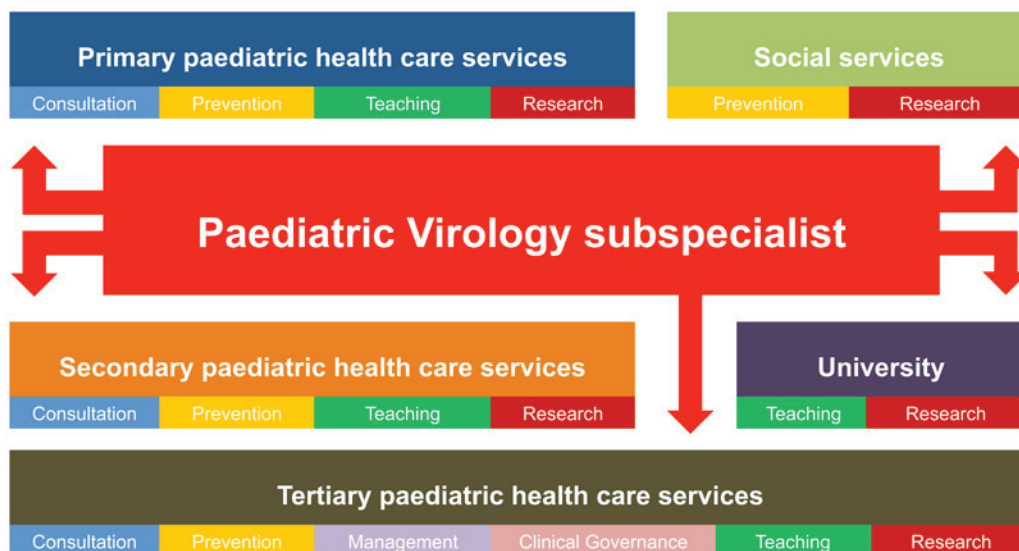 Primary paediatric health care services
Consultation Prevention Teaching Research
Social services
Prevention Research
Paediatric Virology subspecialist
Secondary paediatric health care services
Consultation Prevention Teaching Research
University
Teaching Research
Tertiary paediatric health care services
Consultation Prevention Management Clinical Governance Teaching Research